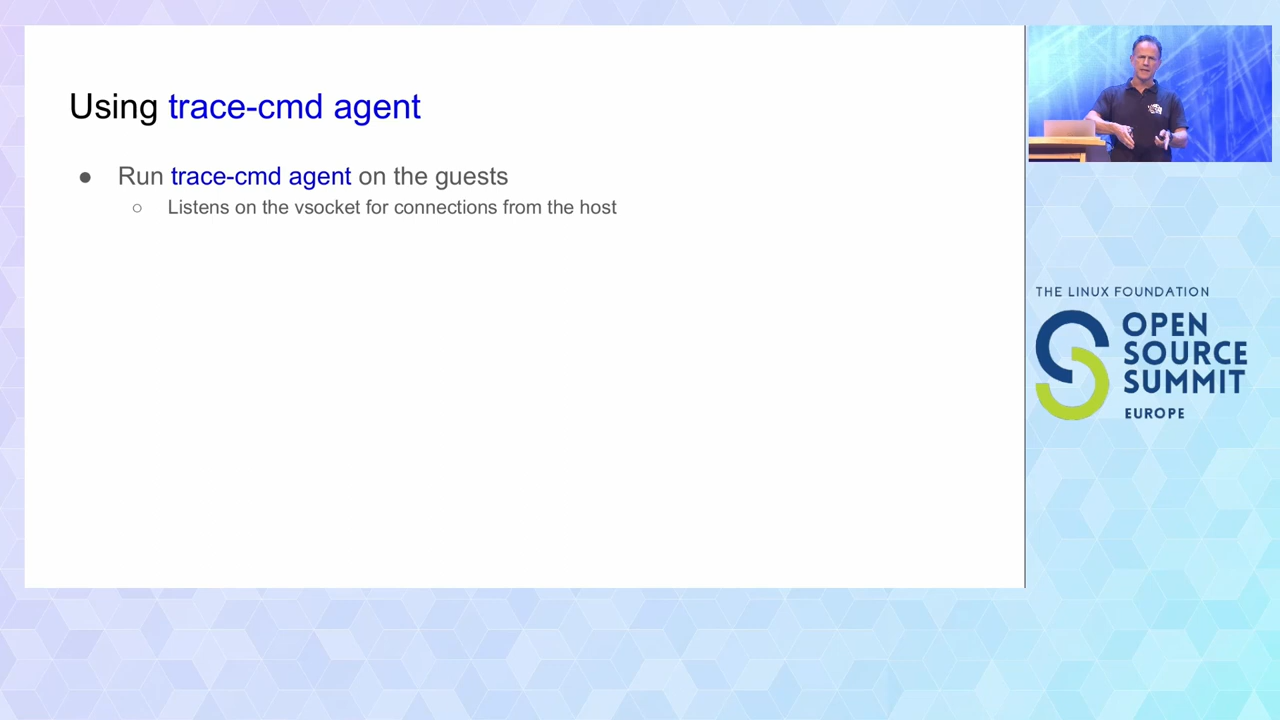 Using trace-cmd agent
● Run trace-cmd agent on the guests
○ Listens on the vsocket for connections from the host
THE LINUX FOUNDATION
OPEN
SOURCE
SUMMIT
EUROPE